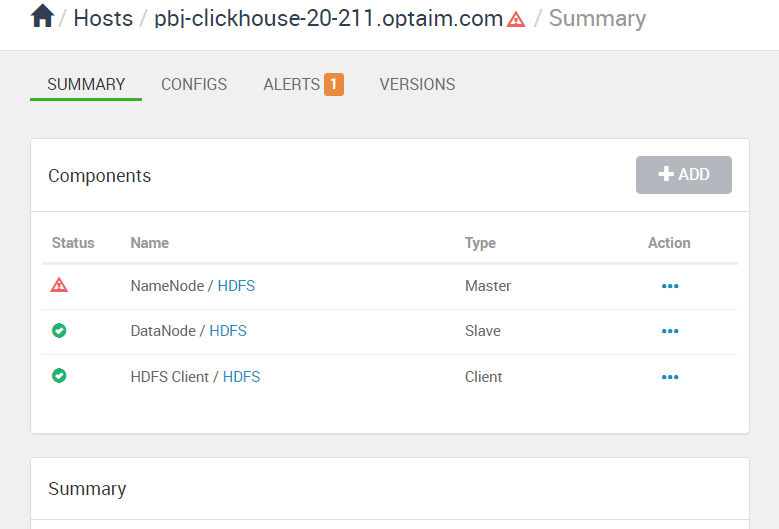 / Hosts / pbj-clickhouse-20-211.optaim.com / Summary
SUMMARY CONFIGS ALERTS 1 VERSIONS
Components ADD
Status Name Type Action
NameNode / HDFS Master
DataNode / HDFS Slave
HDFS Client / HDFS Client
Summary